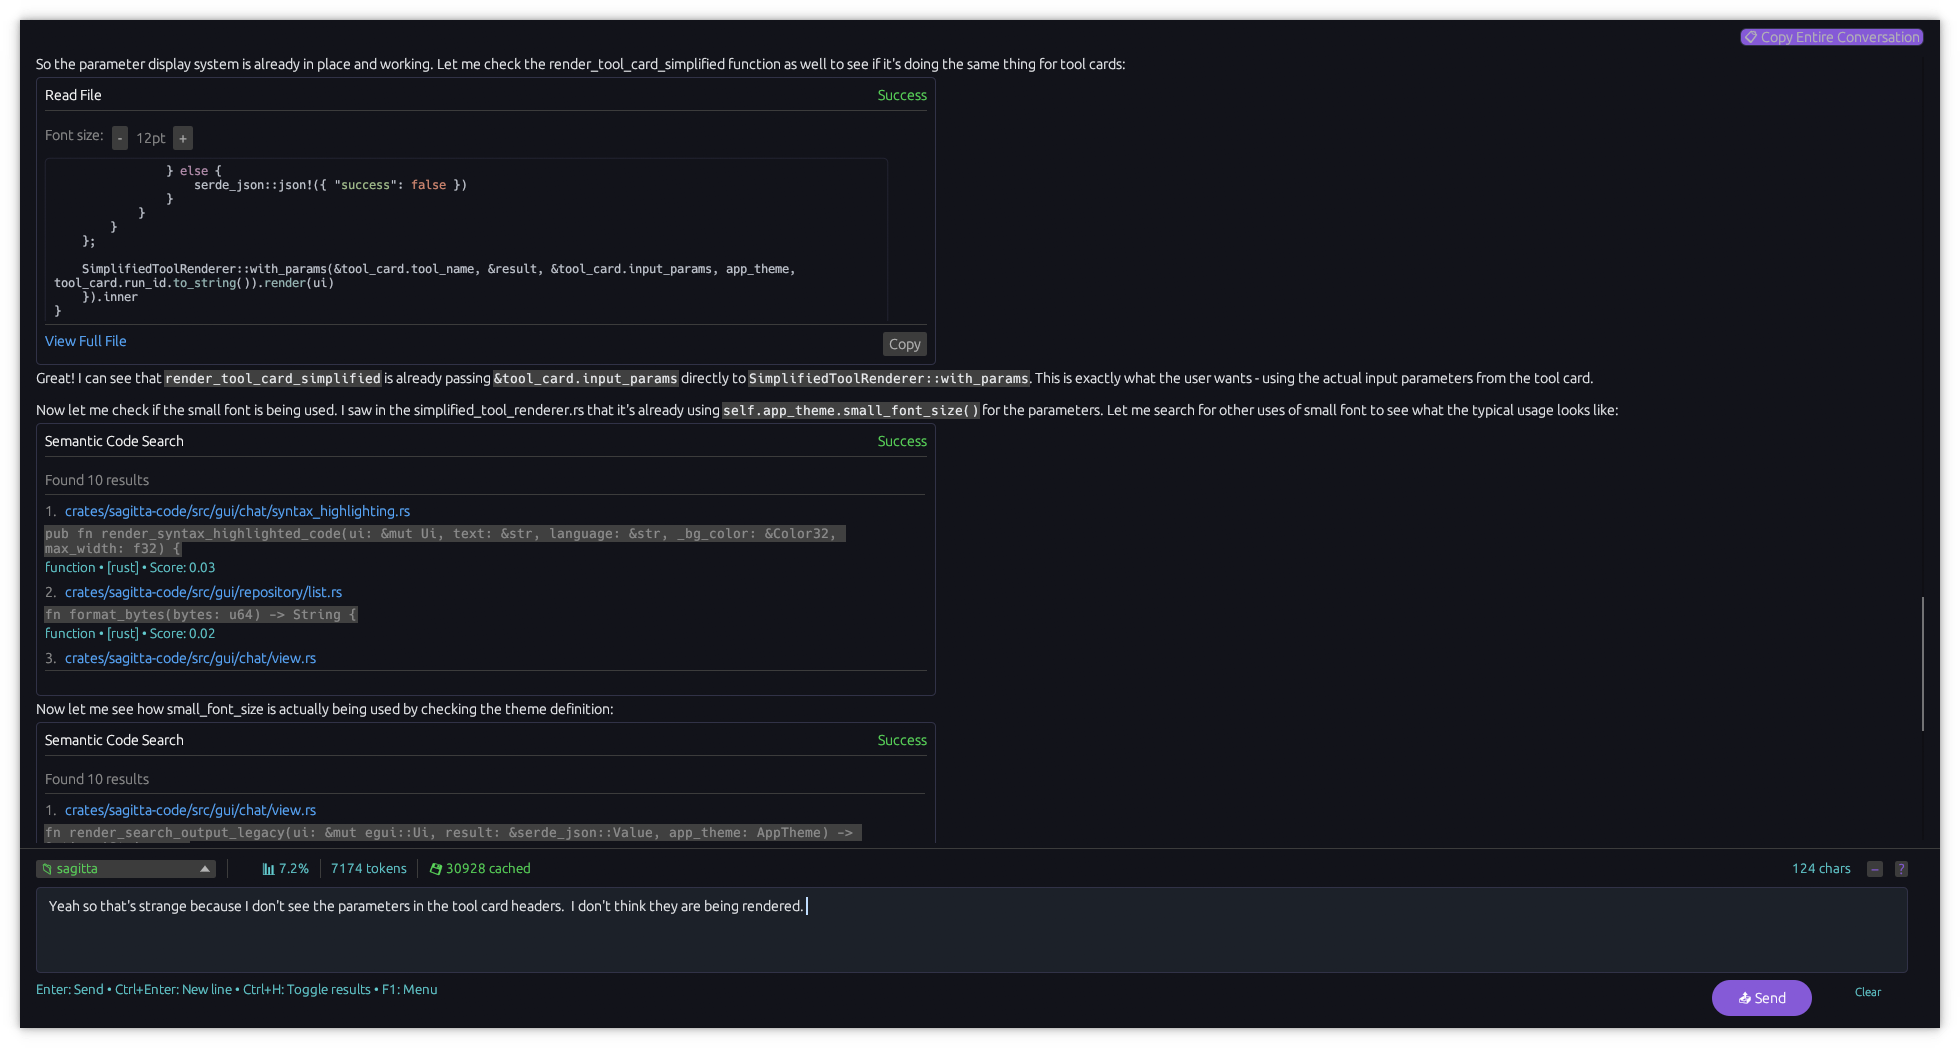 Copy Entire Conversation
So the parameter display system is already in place and working. Let me check the render_tool_card_simplified function as well to see if it's doing the same thing for tool cards:
Read File Success
Font size: - 12pt +
} else {
serde_json::json!({ "success": false })
}
}
}
};
SimplifiedToolRenderer::with_params(&tool_card.tool_name, &result, &tool_card.input_params, app_theme,
tool_card.run_id.to_string()).render(ui)
}).inner
}
View Full File Copy
Great! I can see that render_tool_card_simplified is already passing &tool_card.input_params directly to SimplifiedToolRenderer::with_params. This is exactly what the user wants - using the actual input parameters from the tool card.
Now let me check if the small font is being used. I saw in the simplified_tool_renderer.rs that it's already using self.app_theme.small_font_size() for the parameters. Let me search for other uses of small font to see what the typical usage looks like:
Semantic Code Search Success
Found 10 results
1. crates/sagitta-code/src/gui/chat/syntax_highlighting.rs
pub fn render_syntax_highlighted_code(ui: &mut Ui, text: &str, language: &str, _bg_color: &Color32,
max_width: f32) {
function • [rust] • Score: 0.03
2. crates/sagitta-code/src/gui/repository/list.rs
fn format_bytes(bytes: u64) -> String {
function • [rust] • Score: 0.02
3. crates/sagitta-code/src/gui/chat/view.rs
Now let me see how small_font_size is actually being used by checking the theme definition:
Semantic Code Search Success
Found 10 results
1. crates/sagitta-code/src/gui/chat/view.rs
fn render_search_output_legacy(ui: &mut egui::Ui, result: &serde_json::Value, app_theme: AppTheme) ->
sagitta 7.2% 7174 tokens 30928 cached 124 chars − ?
Yeah so that's strange because I don't see the parameters in the tool card headers.  I don't think they are being rendered.
Enter: Send • Ctrl+Enter: New line • Ctrl+H: Toggle results • F1: Menu
Send Clear